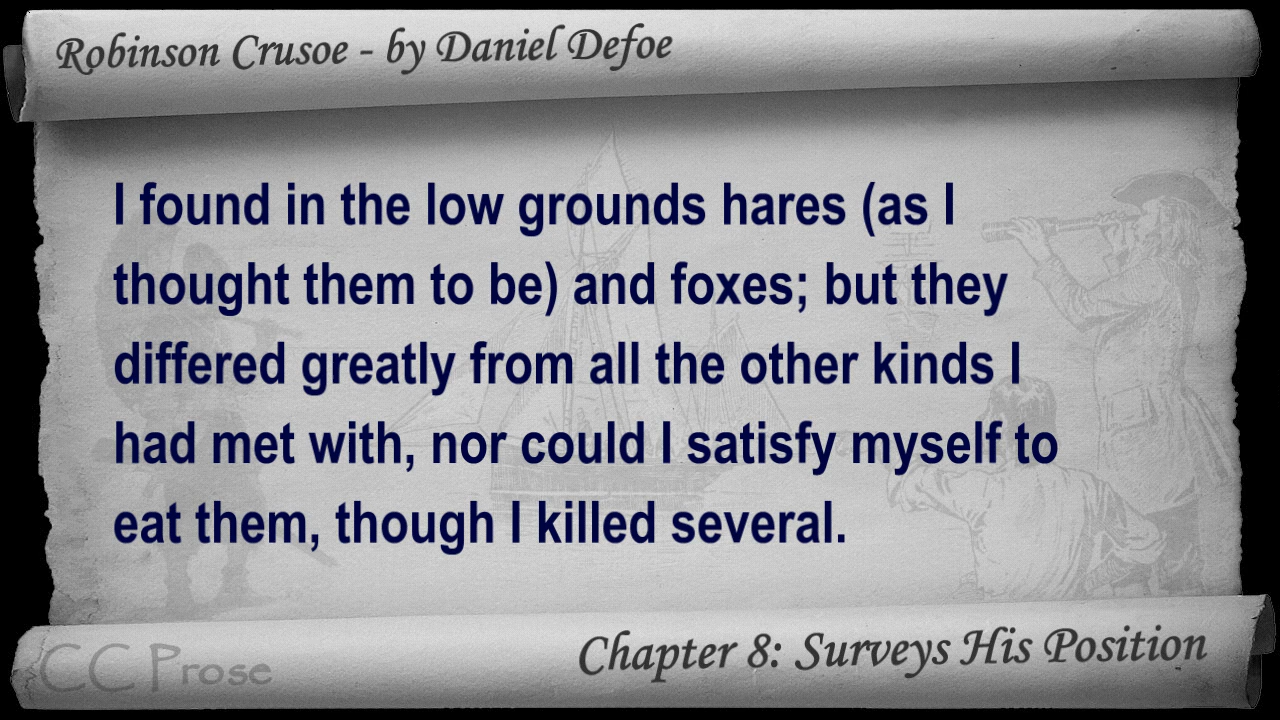 Robinson Crusoe - by Daniel Defoe
I found in the low grounds hares (as I
thought them to be) and foxes; but they
differed greatly from all the other kinds I
had met with, nor could I satisfy myself to
eat them, though I killed several.
CC Prose
Chapter 8: Surveys His Position